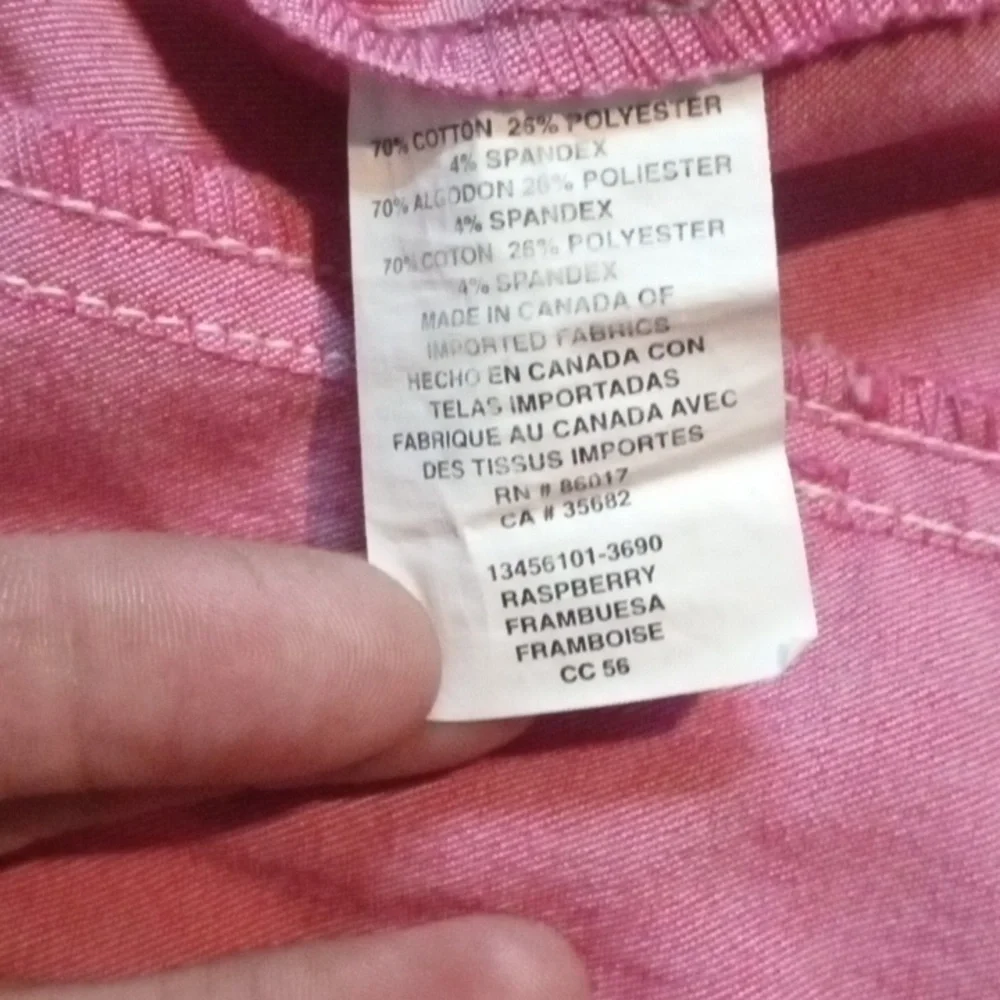 70% COTTON 26% POLYESTER
4% SPANDEX
70% ALGODON 26% POLIESTER
4% SPANDEX
70% COTON 26% POLYESTER
4% SPANDEX
MADE IN CANADA OF
IMPORTED FABRICS
HECHO EN CANADA CON
TELAS IMPORTADAS
FABRIQUE AU CANADA AVEC
DES TISSUS IMPORTES
RN # 86017
CA # 35682
13456101-3690
RASPBERRY
FRAMBUESA
FRAMBOISE
CC 56